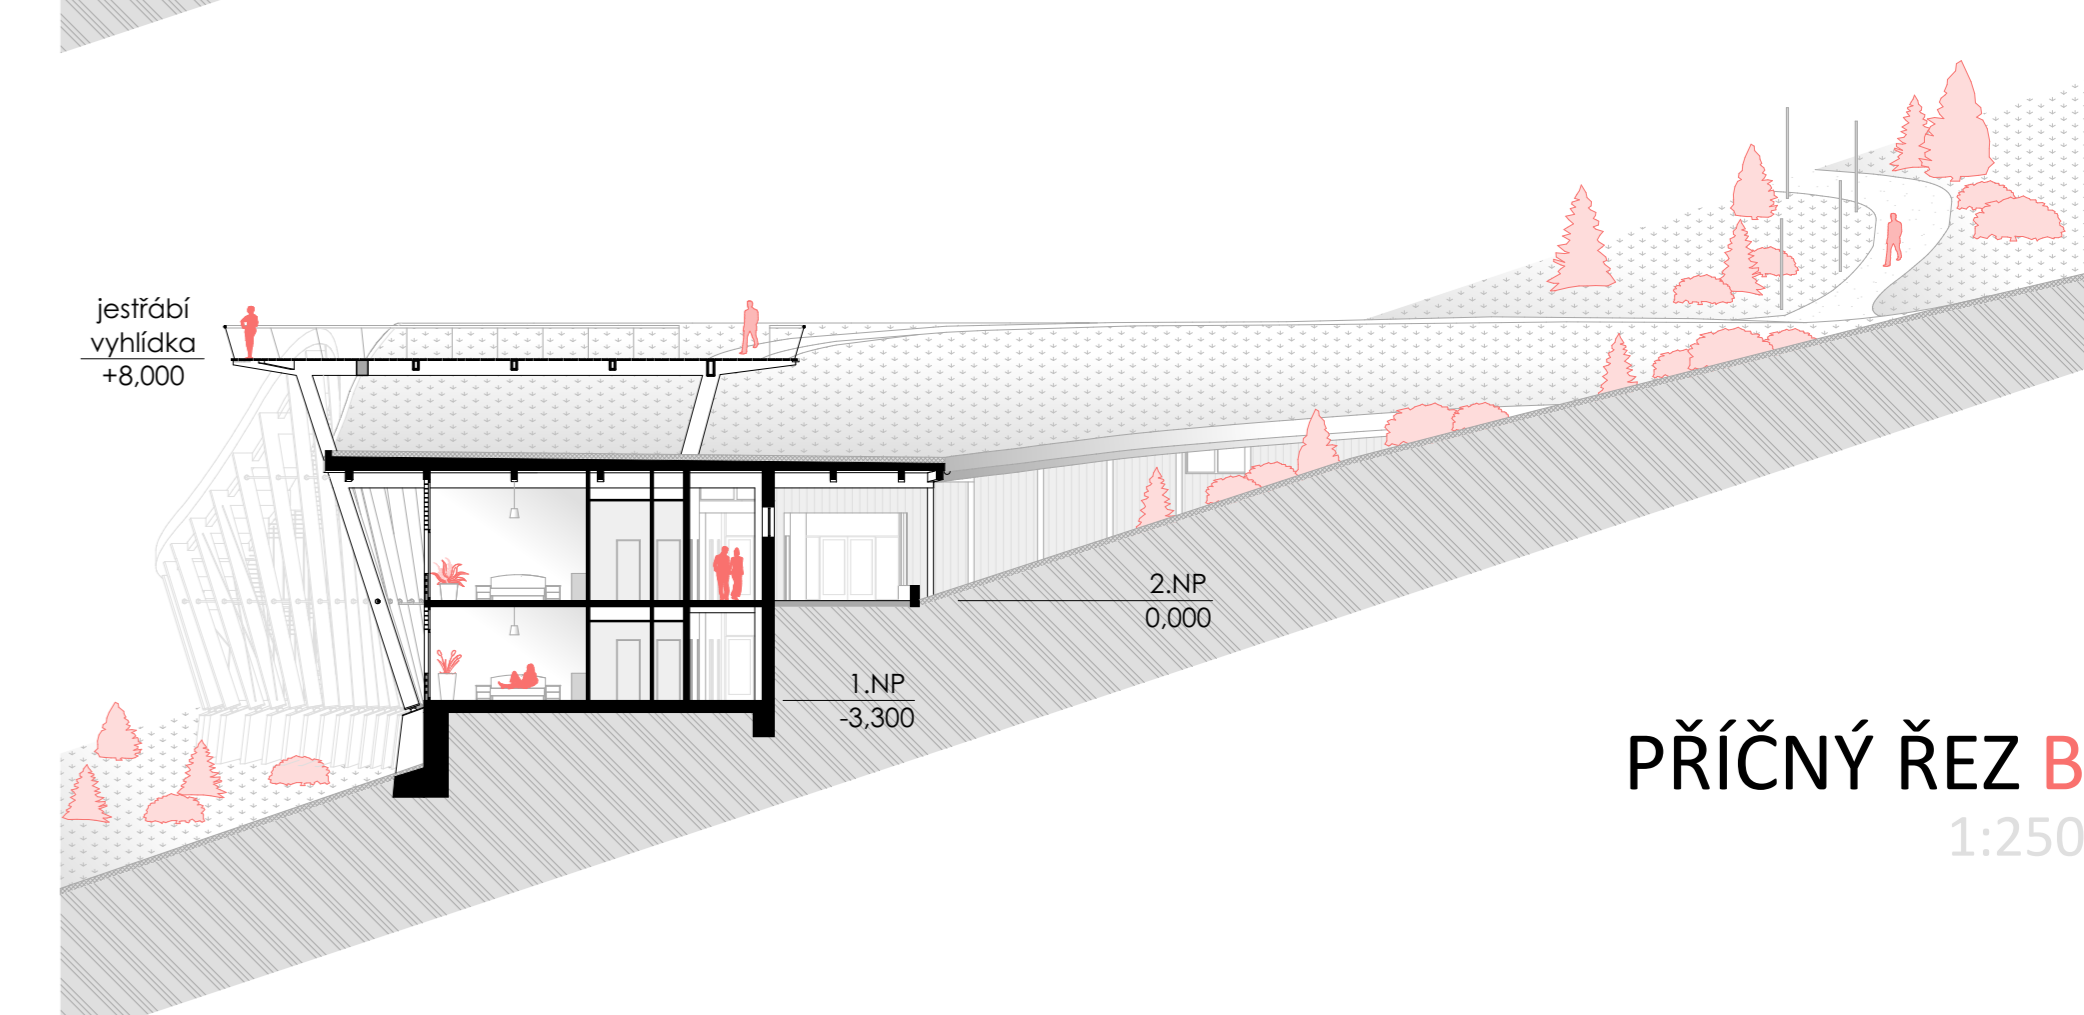 jestřábí
vyhlídka
+8,000
2.NP
0,000
1.NP
-3,300
PŘÍČNÝ ŘEZ B
1:250